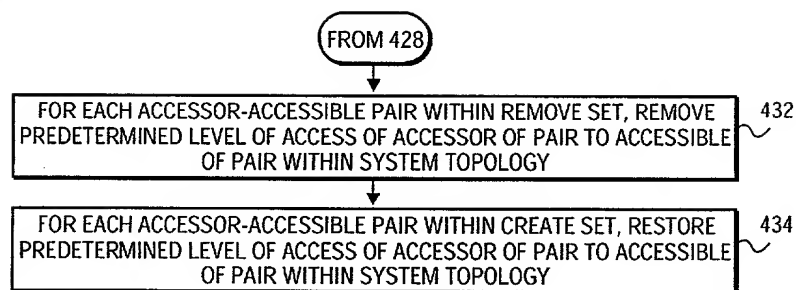 FROM 428
FOR EACH ACCESSOR-ACCESSIBLE PAIR WITHIN REMOVE SET, REMOVE
PREDETERMINED LEVEL OF ACCESS OF ACCESSOR OF PAIR TO ACCESSIBLE
OF PAIR WITHIN SYSTEM TOPOLOGY
432
FOR EACH ACCESSOR-ACCESSIBLE PAIR WITHIN CREATE SET, RESTORE
PREDETERMINED LEVEL OF ACCESS OF ACCESSOR OF PAIR TO ACCESSIBLE
OF PAIR WITHIN SYSTEM TOPOLOGY
434